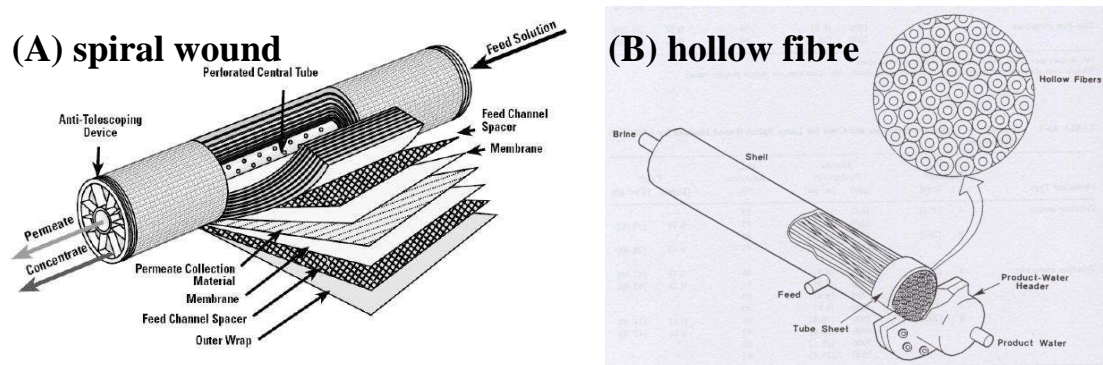 (A) spiral wound
Feed Solution
Perforated Central Tube
Anti-Telescoping
Device
Feed Channel
Spacer
Membrane
Permeate
Concentrate
Permeate Collection
Material
Membrane
Feed Channel Spacer
Outer Wrap
(B) hollow fibre
Hollow Fibers
Brine
Shell
Feed
Tube Sheet
Product-Water
Header
Product Water